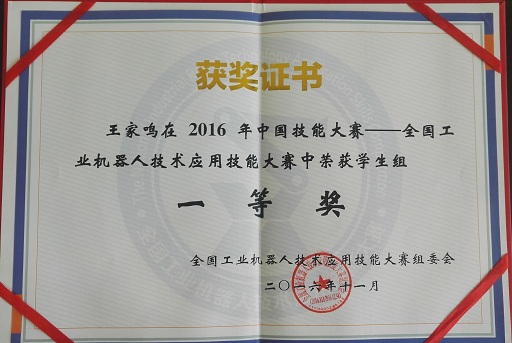 获奖证书
王家鸣在 2016 年中国技能大赛——全国工
业机器人技术应用技能大赛中荣获学生组
一 等 奖
全国工业机器人技术应用技能大赛组委会
二〇一六年十一月